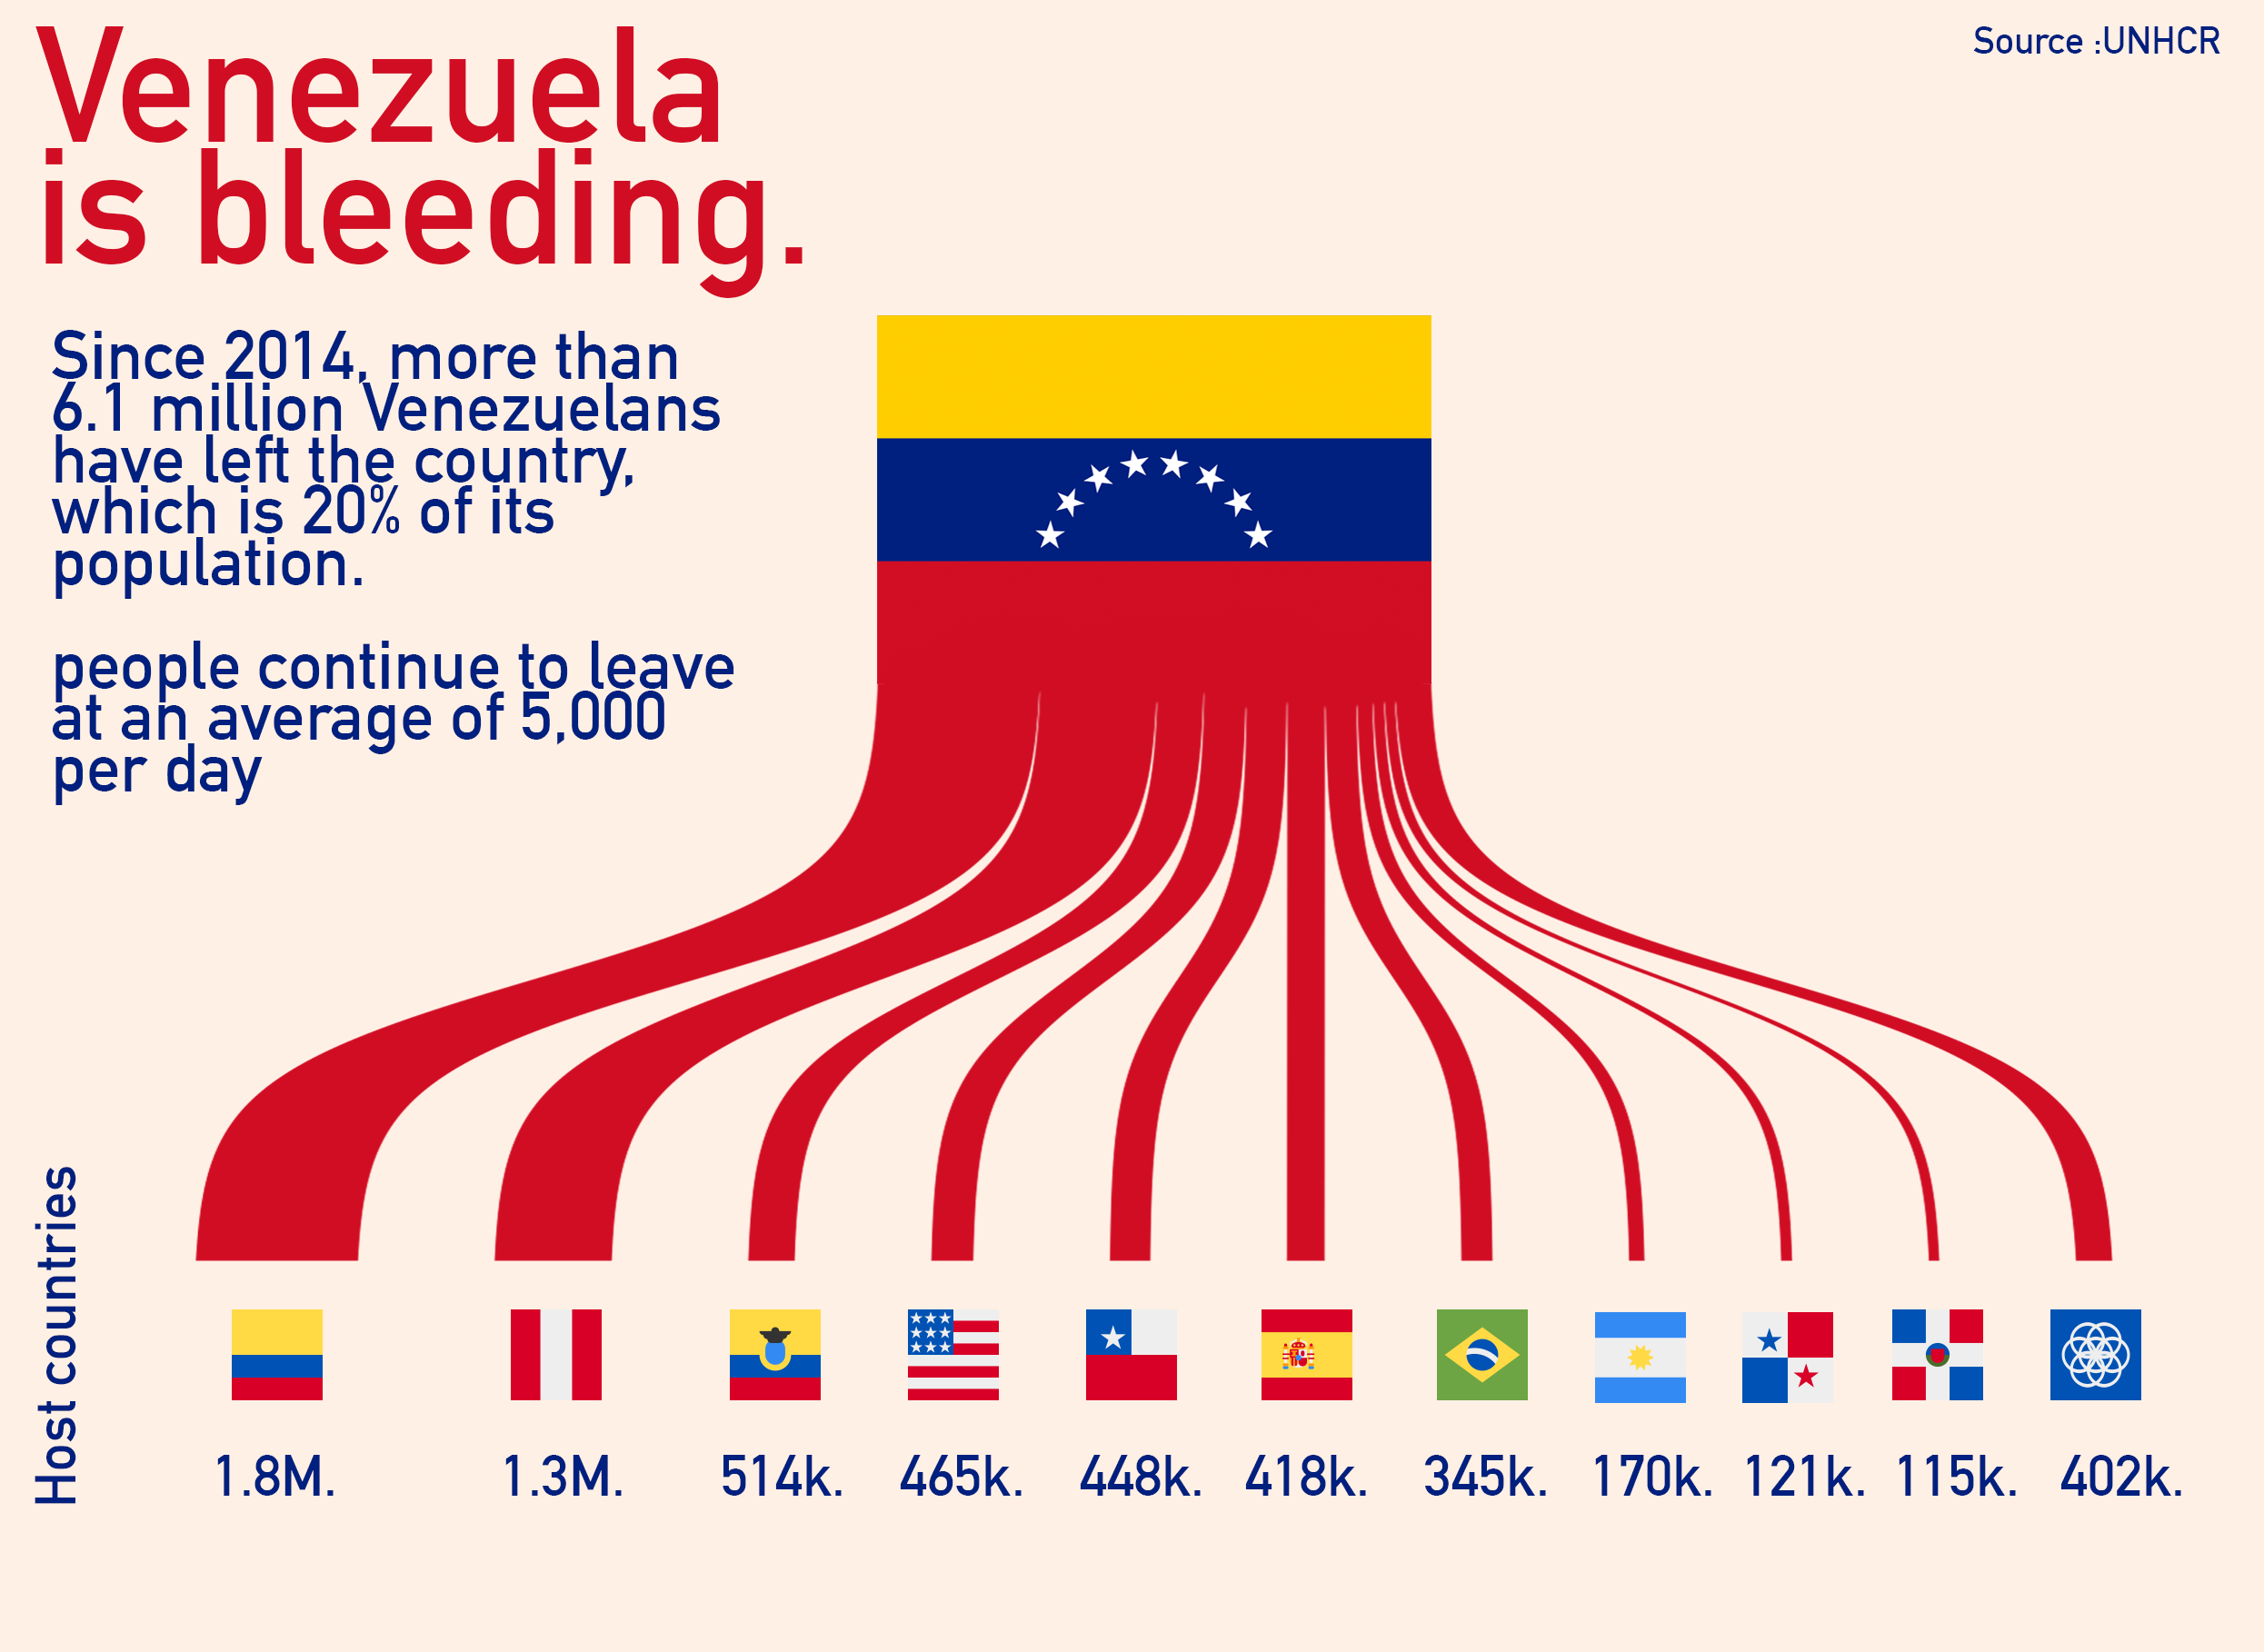 Venezuela
is bleeding.
Source :UNHCR
Since 2014, more than
6.1 million Venezuelans
have left the country,
which is 20% of its
population.
people continue to leave
at an average of 5,000
per day
Host countries
1.8M. 1.3M. 514k. 465k. 448k. 418k. 345k. 170k. 121k. 115k. 402k.